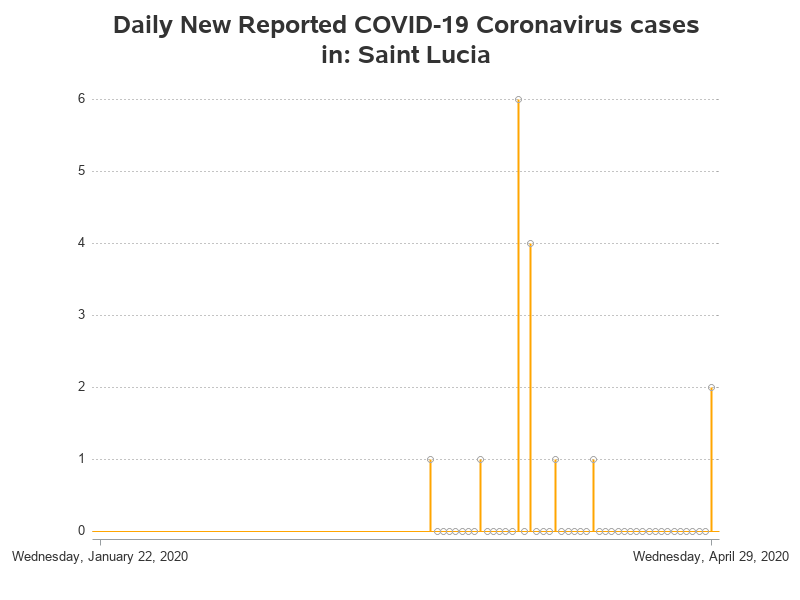 Daily New Reported COVID-19 Coronavirus cases
in: Saint Lucia
6
5
4
3
2
1
0
Wednesday, January 22, 2020
Wednesday, April 29, 2020